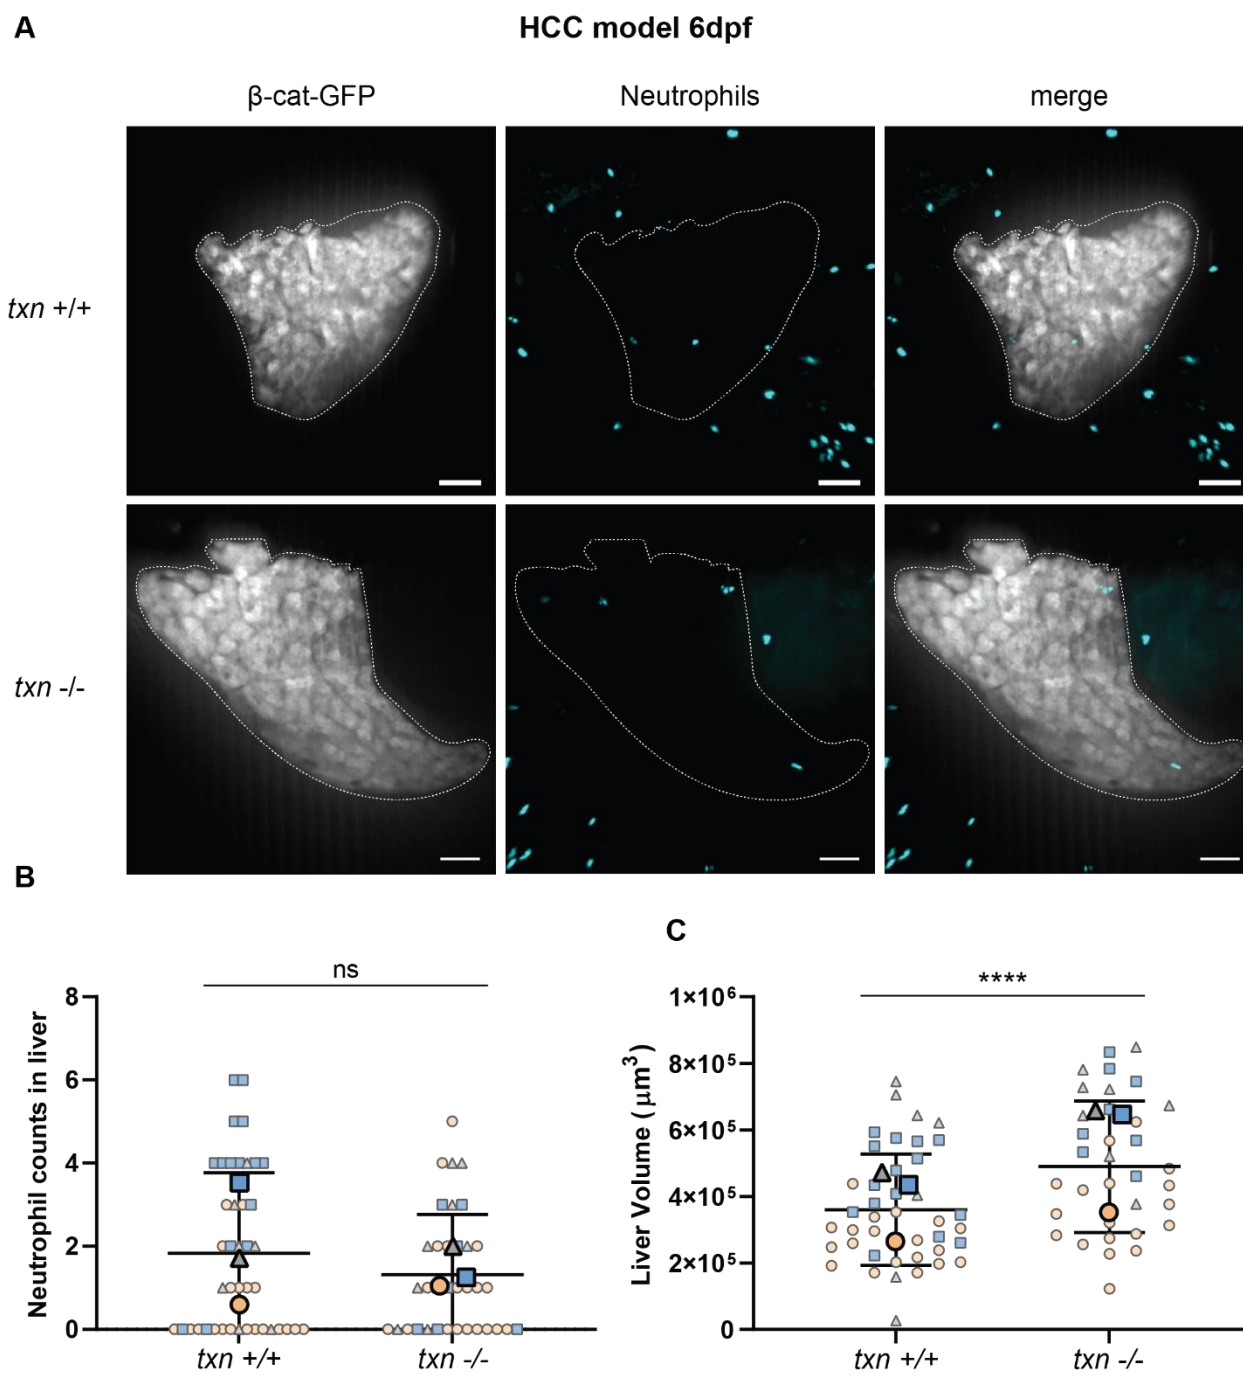 A
HCC model 6dpf
β-cat-GFP
Neutrophils
merge
txn +/+
txn -/-
B
Neutrophil counts in liver
ns
8
6
4
2
0
txn +/+
txn -/-
C
Liver Volume (μm³)
****
1×10⁶
8×10⁵
6×10⁵
4×10⁵
2×10⁵
0
txn +/+
txn -/-